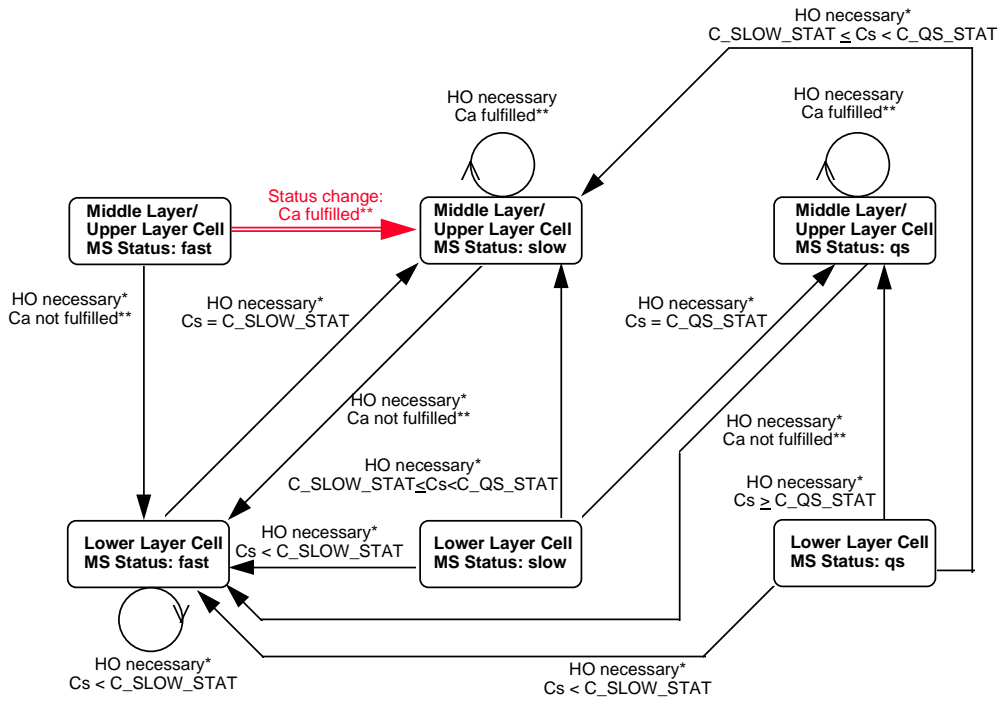 HO necessary*
C_SLOW_STAT ≤ Cs < C_QS_STAT
HO necessary
Ca fulfilled**
HO necessary
Ca fulfilled**
Status change:
Ca fulfilled**
Middle Layer/
Upper Layer Cell
MS Status: fast
Middle Layer/
Upper Layer Cell
MS Status: slow
Middle Layer/
Upper Layer Cell
MS Status: qs
HO necessary*
Ca not fulfilled**
HO necessary*
Cs = C_SLOW_STAT
HO necessary*
Cs = C_QS_STAT
HO necessary*
Ca not fulfilled**
HO necessary*
Ca not fulfilled**
HO necessary*
C_SLOW_STAT≤Cs<C_QS_STAT
HO necessary*
Cs ≥ C_QS_STAT
HO necessary*
Cs < C_SLOW_STAT
Lower Layer Cell
MS Status: fast
Lower Layer Cell
MS Status: slow
Lower Layer Cell
MS Status: qs
HO necessary*
Cs < C_SLOW_STAT
HO necessary*
Cs < C_SLOW_STAT